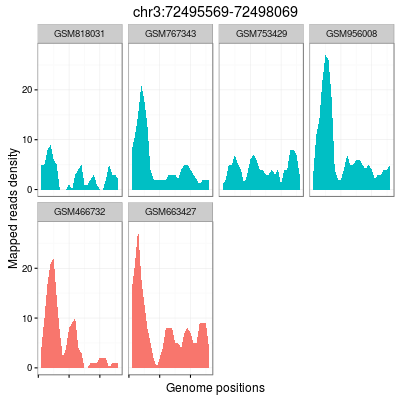 chr3:72495569-72498069
GSM818031 GSM767343 GSM753429 GSM956008
20
10
0
GSM466732 GSM663427
20
10
0
Mapped reads density
Genome positions